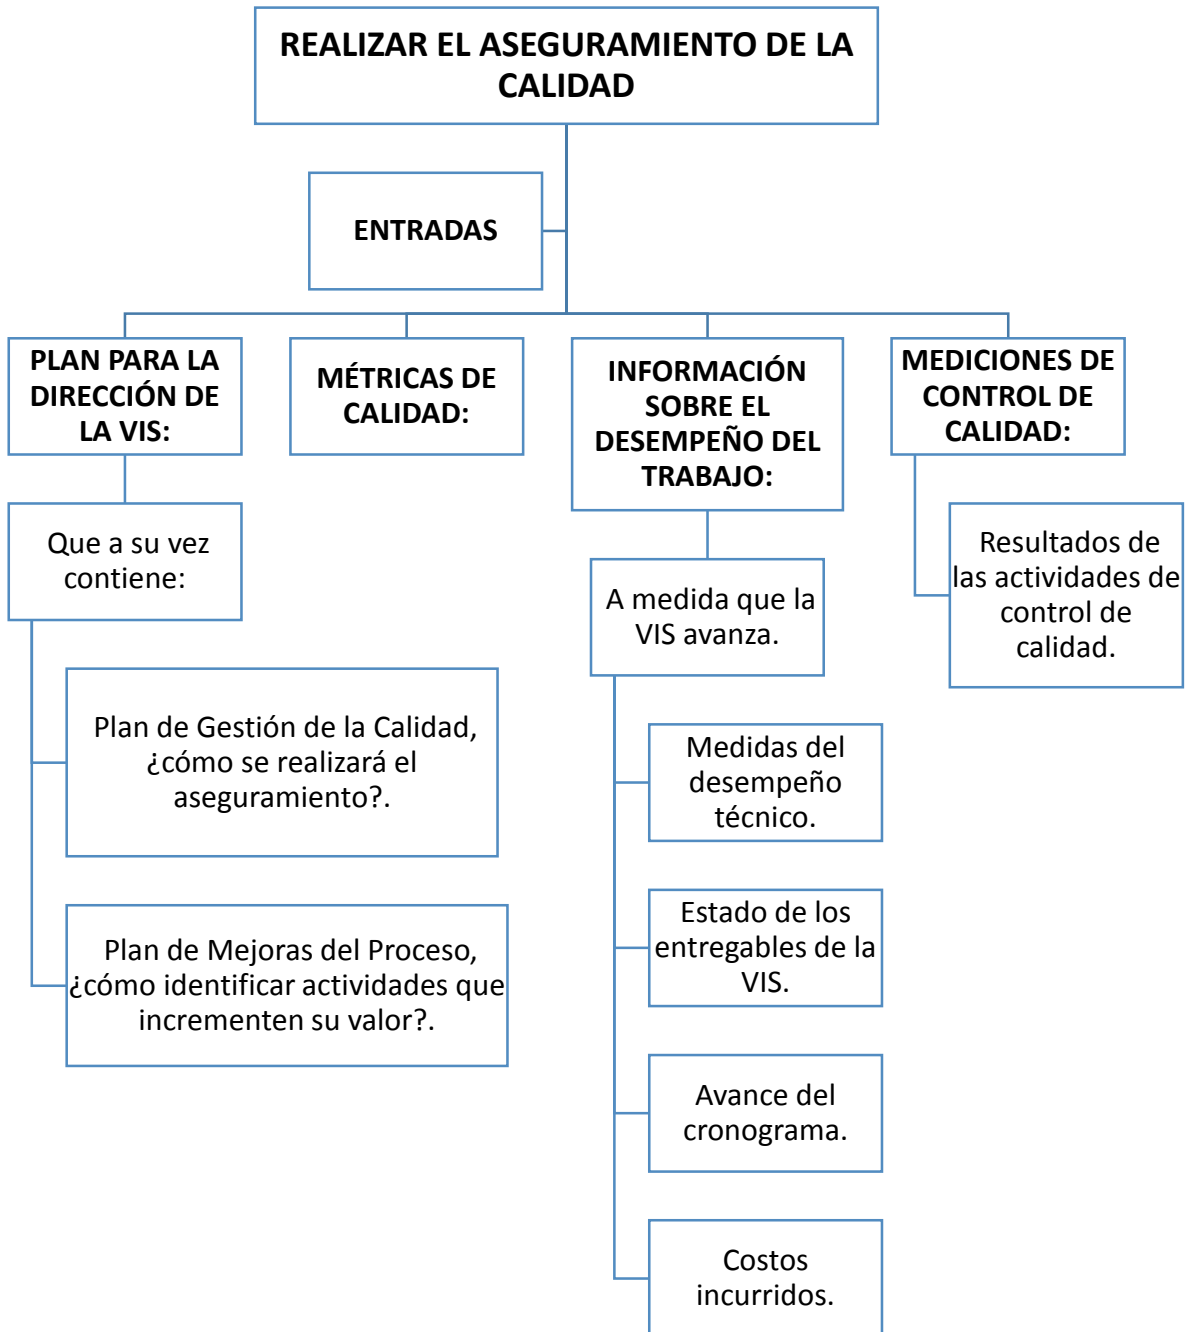 REALIZAR EL ASEGURAMIENTO DE LA
CALIDAD
ENTRADAS
PLAN PARA LA
DIRECCIÓN DE
LA VIS:
Que a su vez
contiene:
Plan de Gestión de la Calidad,
¿cómo se realizará el
aseguramiento?.
Plan de Mejoras del Proceso,
¿cómo identificar actividades que
incrementen su valor?.
MÉTRICAS DE
CALIDAD:
INFORMACIÓN
SOBRE EL
DESEMPEÑO DEL
TRABAJO:
A medida que la
VIS avanza.
Medidas del
desempeño
técnico.
Estado de los
entregables de la
VIS.
Avance del
cronograma.
Costos
incurridos.
MEDICIONES DE
CONTROL DE
CALIDAD:
Resultados de
las actividades de
control de
calidad.